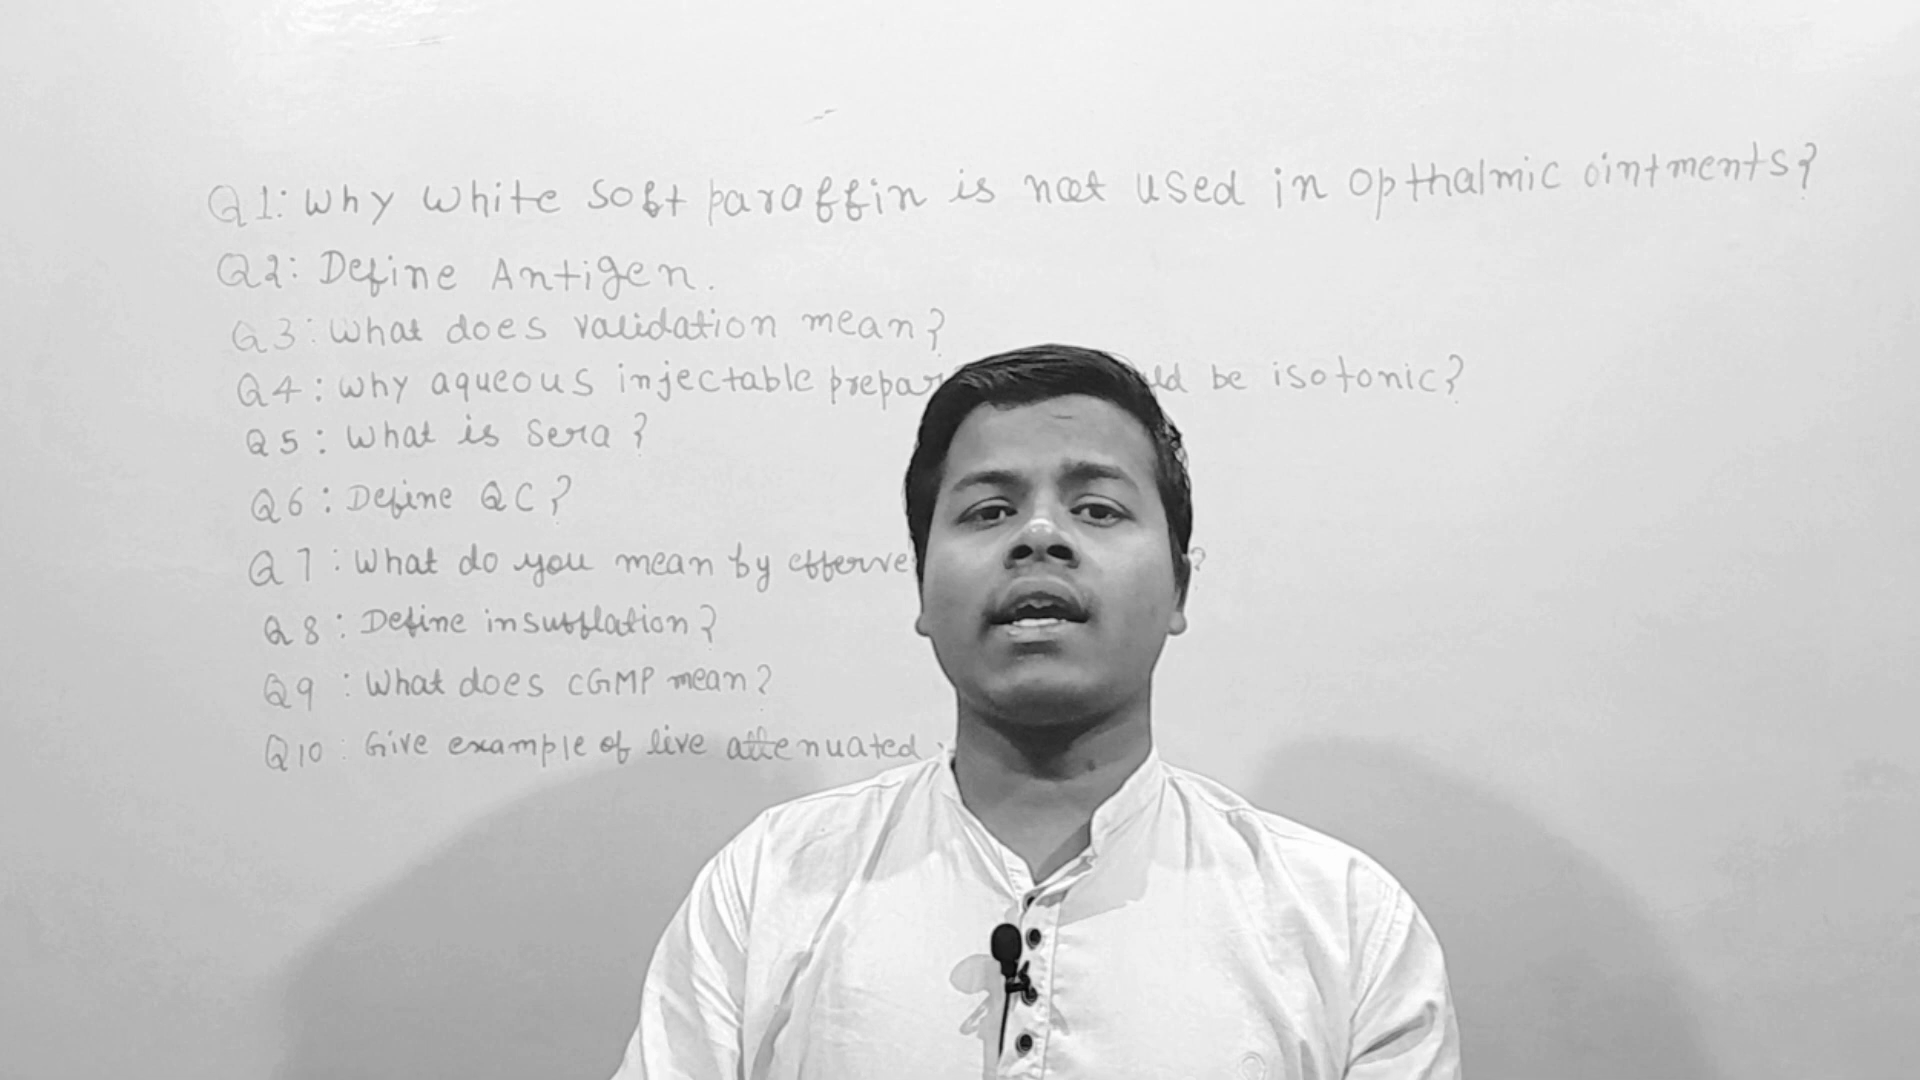 Q1: Why white soft paraffin is not used in opthalmic ointments?
Q2: Define Antigen.
Q3: What does validation mean?
Q4: Why aqueous injectable be isotonic?
Q5: What is Sera?
Q6: Define QC?
Q7: What do you mean by ?
Q8: Define insufflation?
Q9: What does cGMP mean?
Q10: Give example of live attenuated